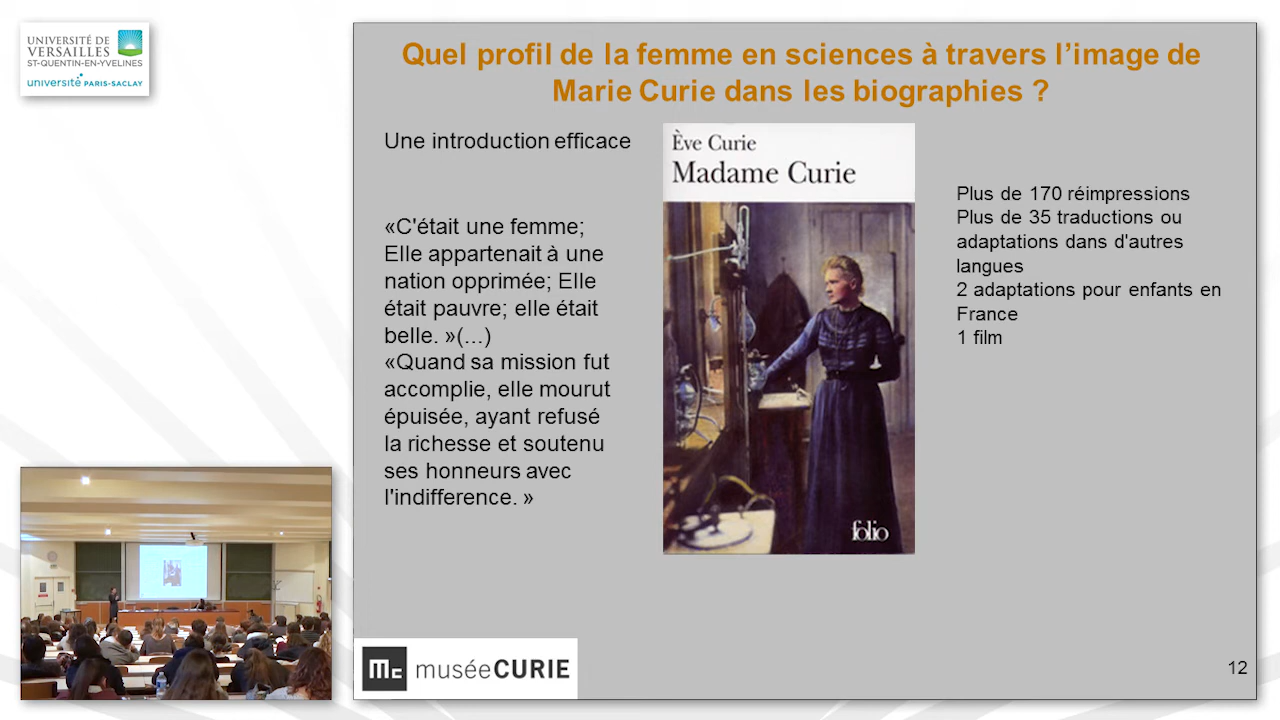 UNIVERSITÉ DE
VERSAILLES
ST-QUENTIN-EN-YVELINES
université PARIS-SACLAY
Quel profil de la femme en sciences à travers l’image de
Marie Curie dans les biographies ?
Une introduction efficace
«C'était une femme;
Elle appartenait à une
nation opprimée; Elle
était pauvre; elle était
belle. »(...)
«Quand sa mission fut
accomplie, elle mourut
épuisée, ayant refusé
la richesse et soutenu
ses honneurs avec
l'indifference. »
Ève Curie
Madame Curie
folio
Plus de 170 réimpressions
Plus de 35 traductions ou
adaptations dans d'autres
langues
2 adaptations pour enfants en
France
1 film
Mc muséeCURIE
12